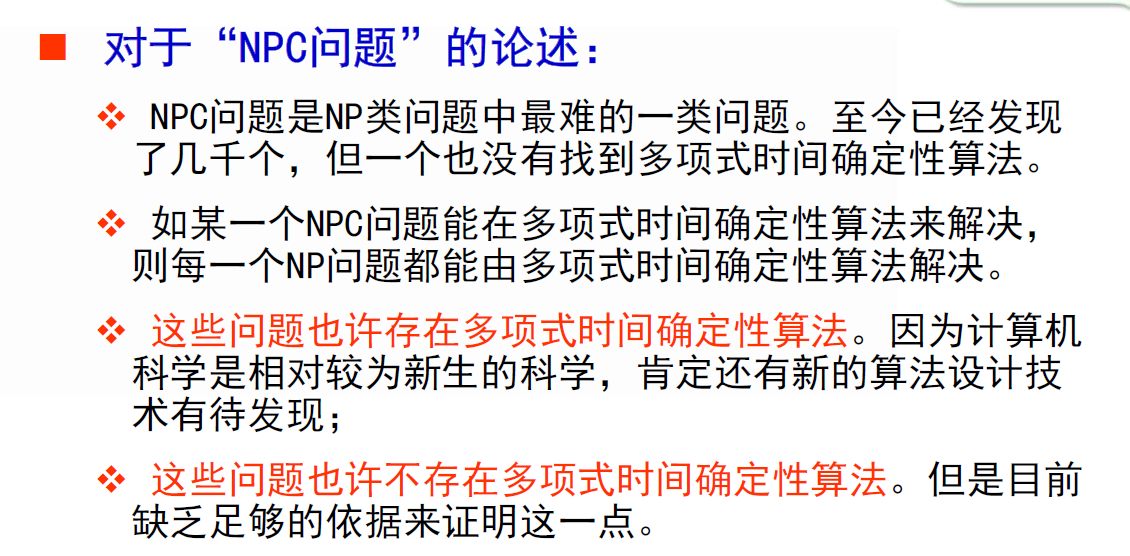 对于“NPC问题”的论述：
NPC问题是NP类问题中最难的一类问题。至今已经发现
了几千个，但一个也没有找到多项式时间确定性算法。
如某一个NPC问题能在多项式时间确定性算法来解决，
则每一个NP问题都能由多项式时间确定性算法解决。
这些问题也许存在多项式时间确定性算法。因为计算机
科学是相对较为新生的科学，肯定还有新的算法设计技
术有待发现；
这些问题也许不存在多项式时间确定性算法。但是目前
缺乏足够的依据来证明这一点。